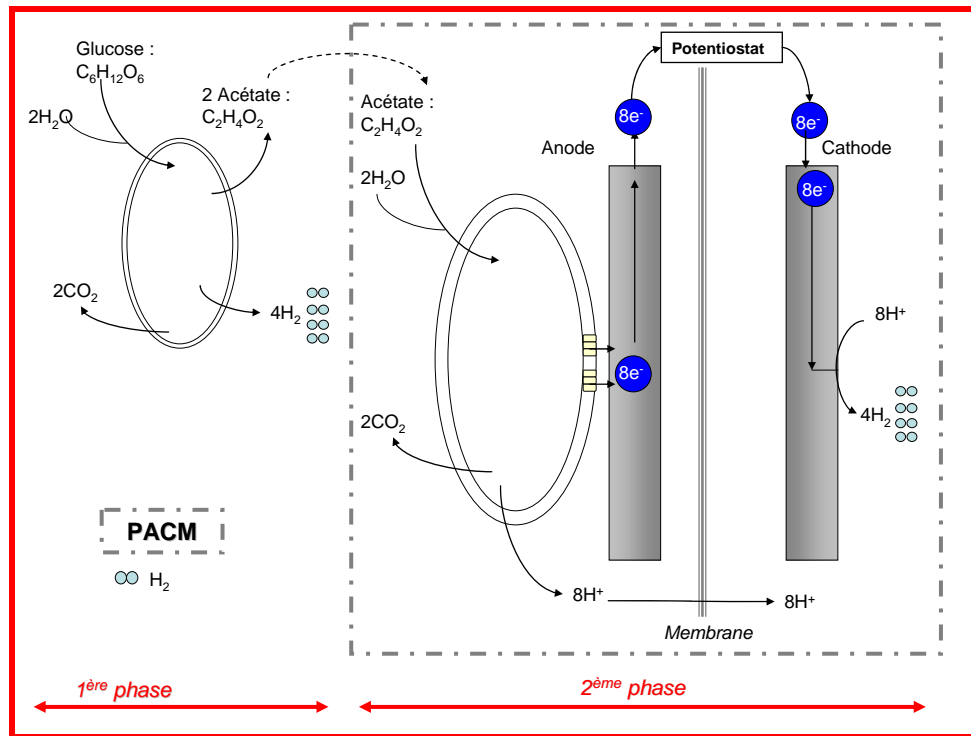 Glucose :
C₆H₁₂O₆
2H₂O
2 Acétate :
C₂H₄O₂
2CO₂
4H₂
PACM
H₂
1ère phase
Potentiostat
Acétate :
C₂H₄O₂
2H₂O
Anode
8e⁻
8e⁻
Cathode
8e⁻
8e⁻
8H⁺
4H₂
2CO₂
8H⁺
8H⁺
Membrane
2ème phase